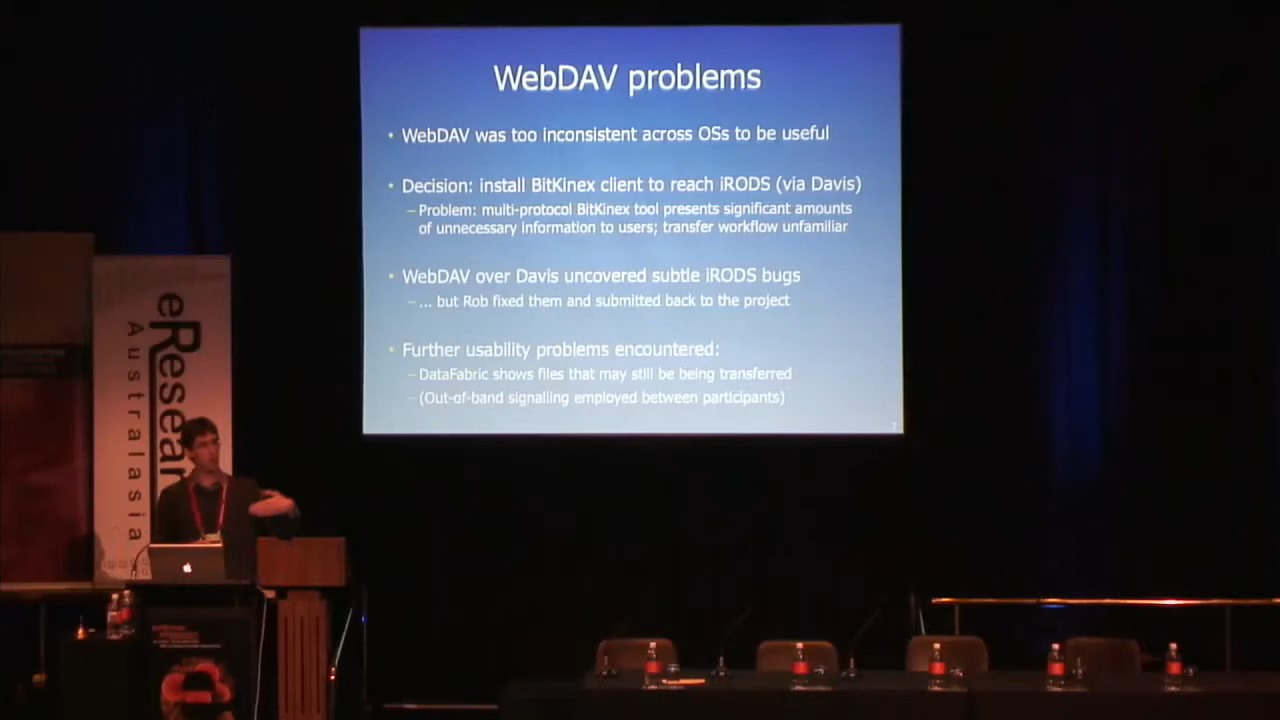 WebDAV problems
• WebDAV was too inconsistent across OSs to be useful
• Decision: install BitKinex client to reach iRODS (via Davis)
– Problem: multi-protocol BitKinex tool presents significant amounts
of unnecessary information to users; transfer workflow unfamiliar
• WebDAV over Davis uncovered subtle iRODS bugs
– ... but Rob fixed them and submitted back to the project
• Further usability problems encountered:
– DataFabric shows files that may still be being transferred
– (Out-of-band signalling employed between participants)
7
eResear
Australasia